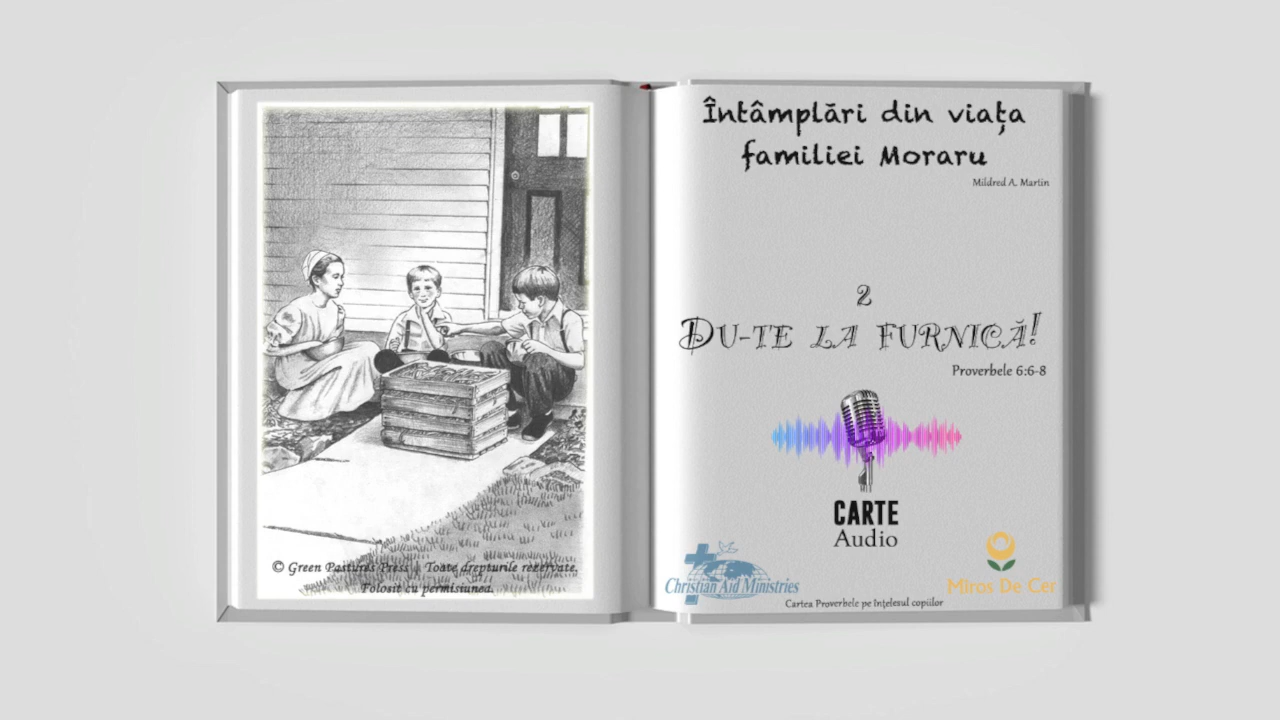 © Green Pastures Press Toate drepturile rezervate.
Folosit cu permisiunea.
Întâmplări din viața
familiei Moraru
Mildred A. Martin
2
DU-TE LA FURNICĂ!
Proverbele 6:6-8
CARTE
Audio
Christian Aid Ministries
Miros De Cer
Cartea Proverbele pe înțelesul copiilor